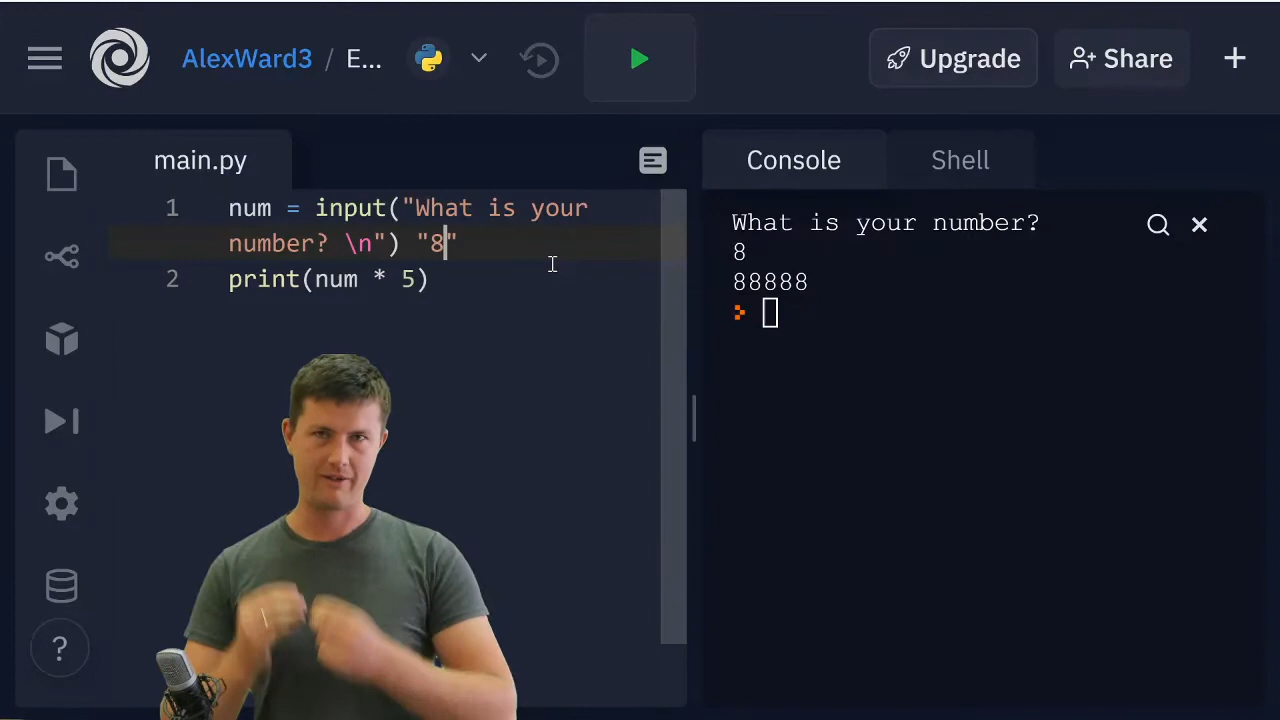 AlexWard3 / E...
Upgrade
Share
main.py
1 num = input("What is your
number? \n") "8"
2 print(num * 5)
?
Console Shell
What is your number?
8
88888